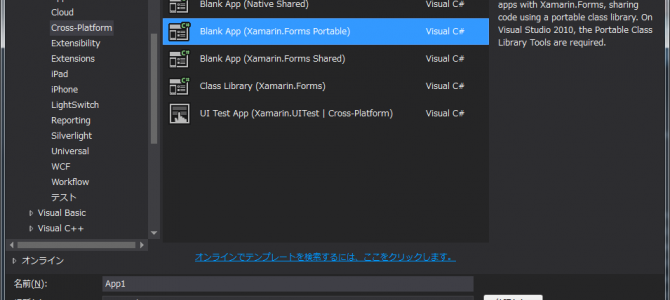 Cloud
Cross-Platform
Extensibility
Extensions
iPad
iPhone
LightSwitch
Reporting
Silverlight
Universal
WCF
Workflow
テスト
Visual Basic
Visual C++
オンライン
Blank App (Native Shared) Visual C#
Blank App (Xamarin.Forms Portable) Visual C#
Blank App (Xamarin.Forms Shared) Visual C#
Class Library (Xamarin.Forms) Visual C#
UI Test App (Xamarin.UITest | Cross-Platform) Visual C#
apps with Xamarin.Forms, sharing
code using a portable class library. On
Visual Studio 2010, the Portable Class
Library Tools are required.
オンラインでテンプレートを検索するには、ここをクリックします。
名前(N): App1